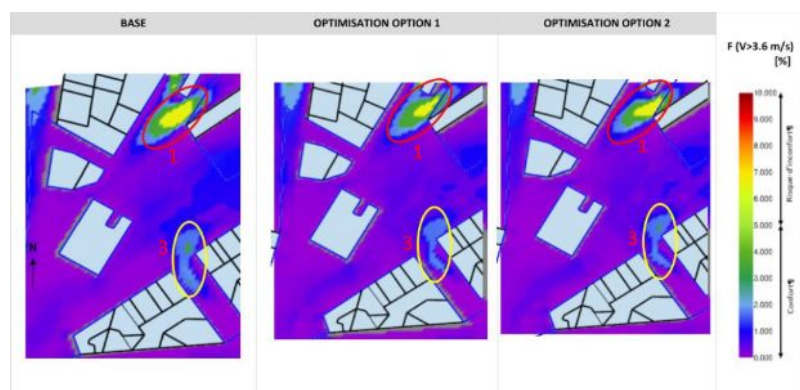 BASE
OPTIMISATION OPTION 1
OPTIMISATION OPTION 2
F (V>3.6 m/s)
[%]
10.000
9.000
8.000
7.000
6.000
5.000
4.000
3.000
2.000
1.000
0.000
Risque d'inconfort¶
Confort¶
1
3
N
1
3
1
3